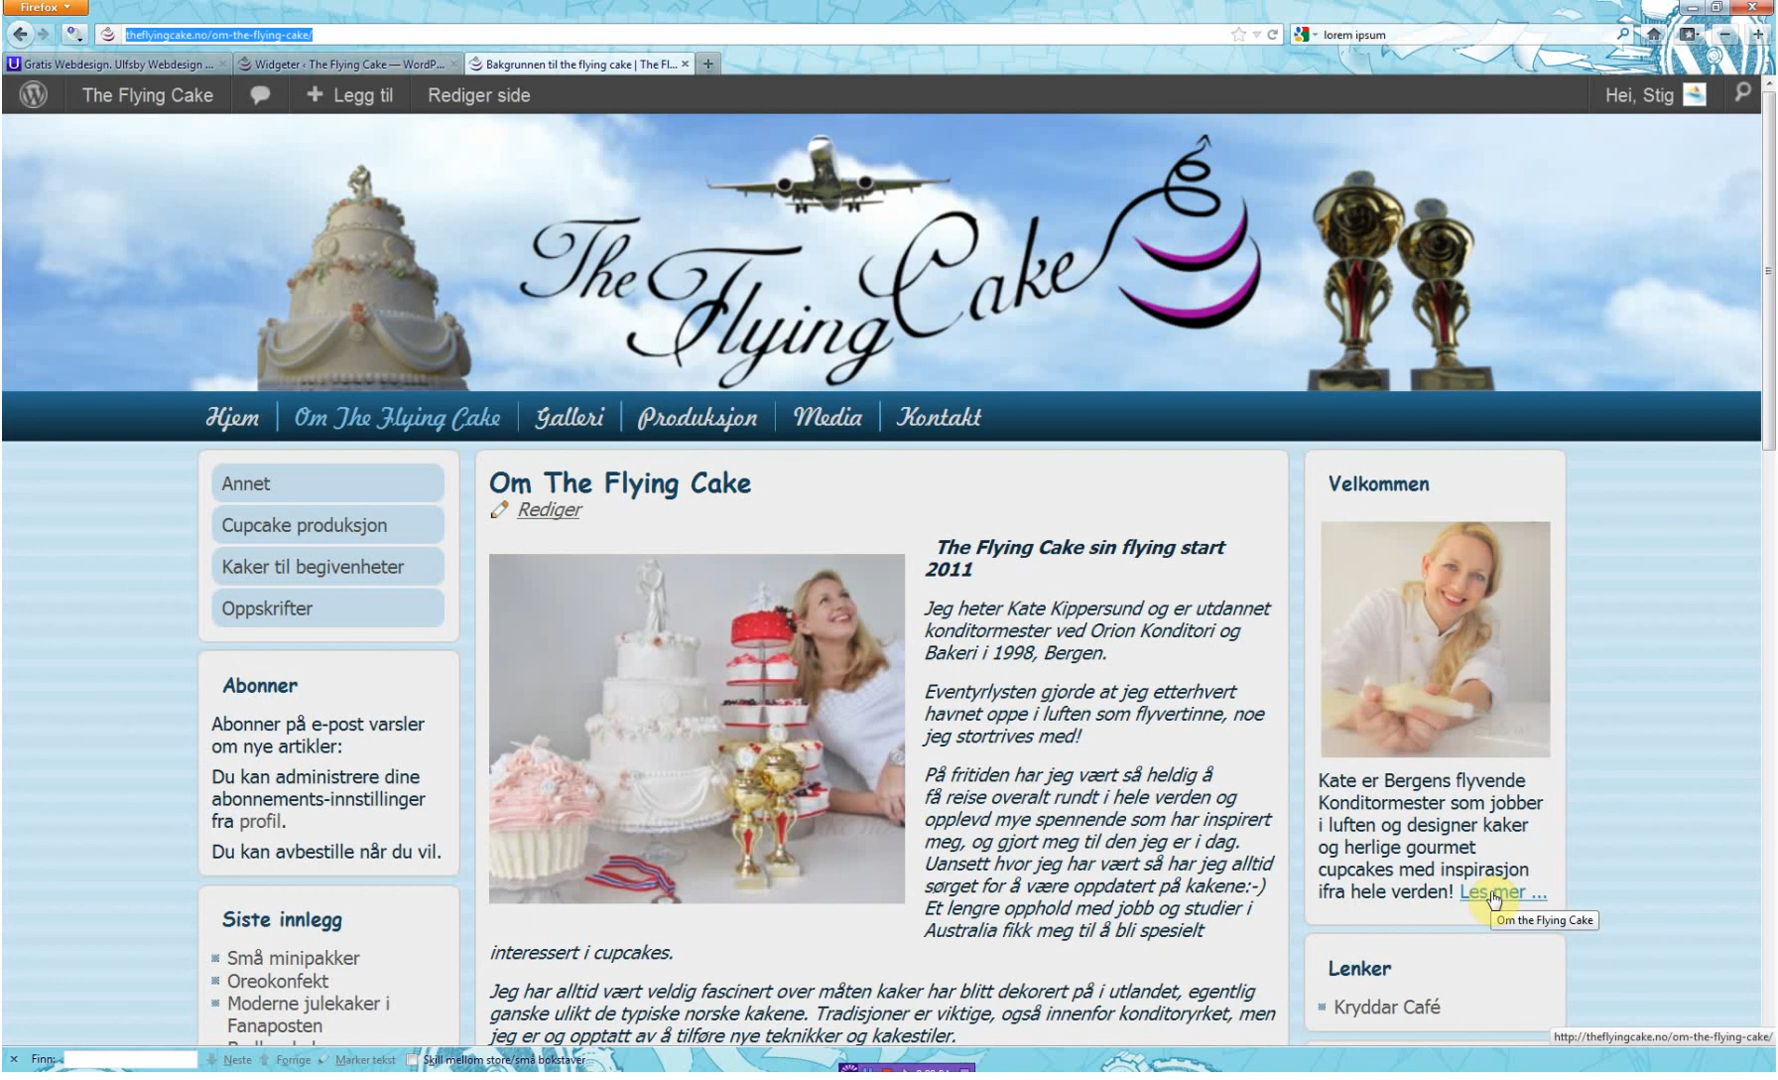 Firefox
theflyingcake.no/om-the-flying-cake/
lorem ipsum
Gratis Webdesign. Ulfsby Webdesign ...
Widgeter ‹ The Flying Cake — WordP...
Bakgrunnen til the flying cake | The Fl...
The Flying Cake
Legg til
Rediger side
Hei, Stig
The Flying Cake
Hjem
Om The Flying Cake
Galleri
Produksjon
Media
Kontakt
Annet
Cupcake produksjon
Kaker til begivenheter
Oppskrifter
Abonner
Abonner på e-post varsler
om nye artikler:
Du kan administrere dine
abonnements-innstillinger
fra profil.
Du kan avbestille når du vil.
Siste innlegg
Små minipakker
Oreokonfekt
Moderne julekaker i
Fanaposten
Om The Flying Cake
Rediger
The Flying Cake sin flying start
2011
Jeg heter Kate Kippersund og er utdannet
konditormester ved Orion Konditori og
Bakeri i 1998, Bergen.
Eventyrlysten gjorde at jeg etterhvert
havnet oppe i luften som flyvertinne, noe
jeg stortrives med!
På fritiden har jeg vært så heldig å
få reise overalt rundt i hele verden og
opplevd mye spennende som har inspirert
meg, og gjort meg til den jeg er i dag.
Uansett hvor jeg har vært så har jeg alltid
sørget for å være oppdatert på kakene:-)
Et lengre opphold med jobb og studier i
Australia fikk meg til å bli spesielt
interessert i cupcakes.
Jeg har alltid vært veldig fascinert over måten kaker har blitt dekorert på i utlandet, egentlig
ganske ulikt de typiske norske kakene. Tradisjoner er viktige, også innenfor konditoryrket, men
jeg er og opptatt av å tilføre nye teknikker og kakestiler.
Velkommen
Kate er Bergens flyvende
Konditormester som jobber
i luften og designer kaker
og herlige gourmet
cupcakes med inspirasjon
ifra hele verden! Les mer ...
Om the Flying Cake
Lenker
Kryddar Café
http://theflyingcake.no/om-the-flying-cake/
Finn:
Neste
Forrige
Marker tekst
Skill mellom store/små bokstaver